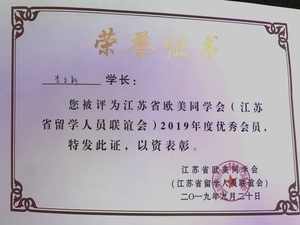 荣誉证书
学长：
您被评为江苏省欧美同学会（江苏
省留学人员联谊会）2019年度优秀会员，
特发此证，以资表彰。
江苏省欧美同学会
（江苏省留学人员联谊会）
二〇一九年九月二十日